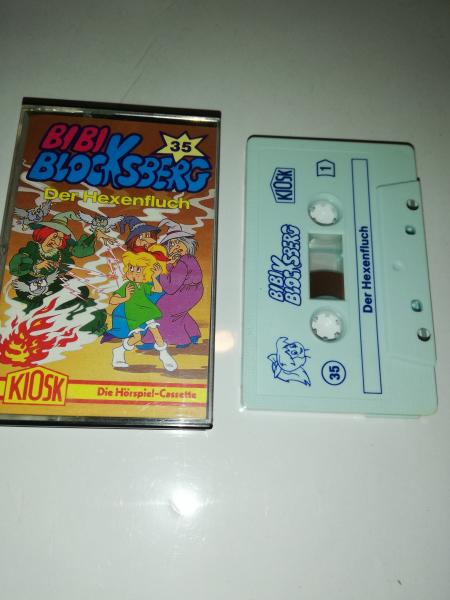 BIBI
BLOCKSBERG
35
Der Hexenfluch
KIOSK
Die Hörspiel-Cassette
KIOSK
1
BIBI
BLOCKSBERG
35
Der Hexenfluch